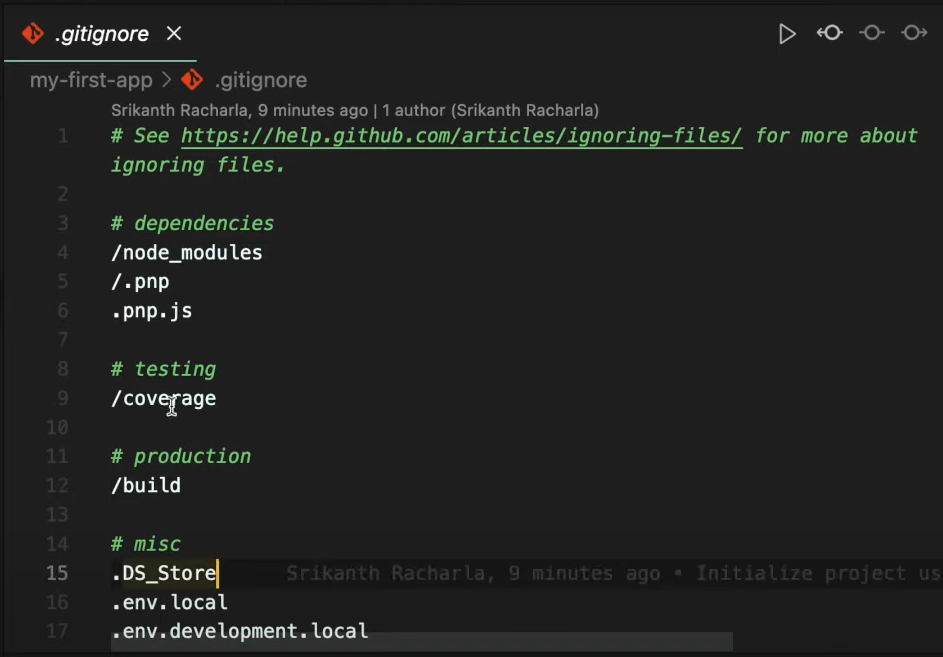 .gitignore
my-first-app > .gitignore
Srikanth Racharla, 9 minutes ago | 1 author (Srikanth Racharla)
1 # See https://help.github.com/articles/ignoring-files/ for more about
ignoring files.
2
3 # dependencies
4 /node_modules
5 /.pnp
6 .pnp.js
7
8 # testing
9 /coverage
10
11 # production
12 /build
13
14 # misc
15 .DS_Store Srikanth Racharla, 9 minutes ago • Initialize project us
16 .env.local
17 .env.development.local